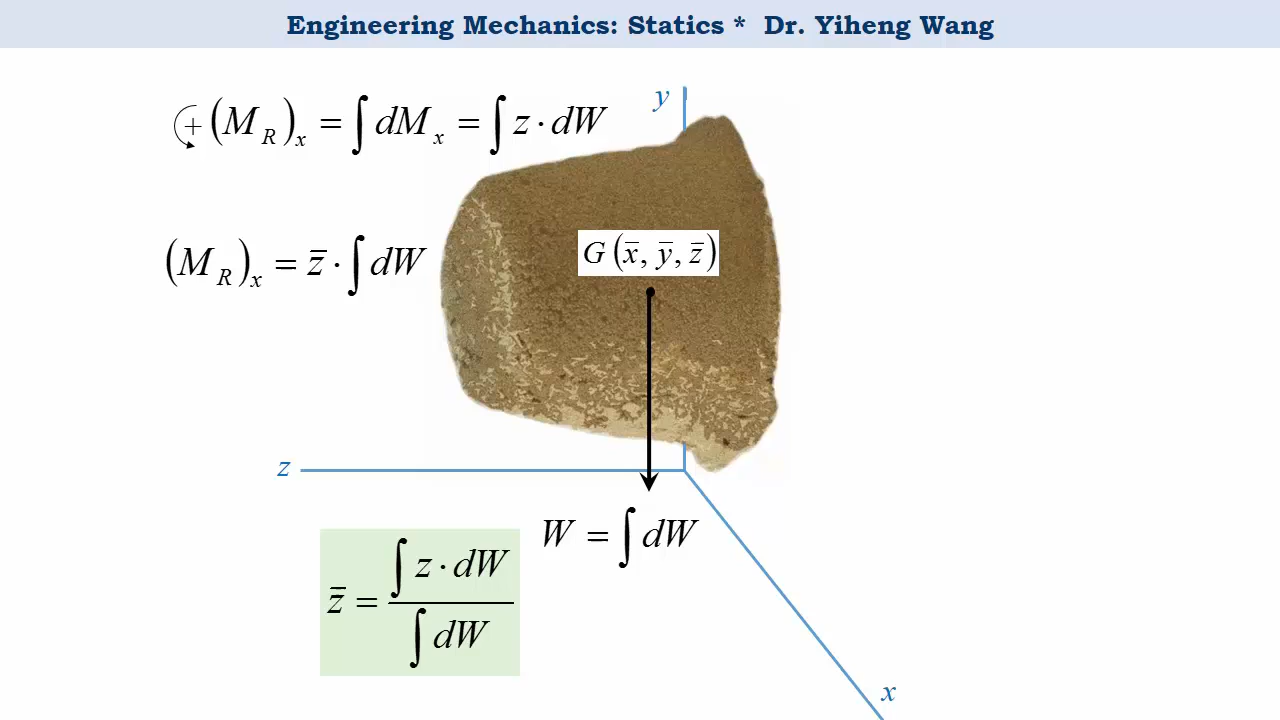 Engineering Mechanics: Statics * Dr. Yiheng Wang
+ (M_R)_x = ∫ dM_x = ∫ z · dW
y
G (x̄, ȳ, z̄)
(M_R)_x = z̄ · ∫ dW
z
W = ∫ dW
z̄ = ∫ z · dW / ∫ dW
x